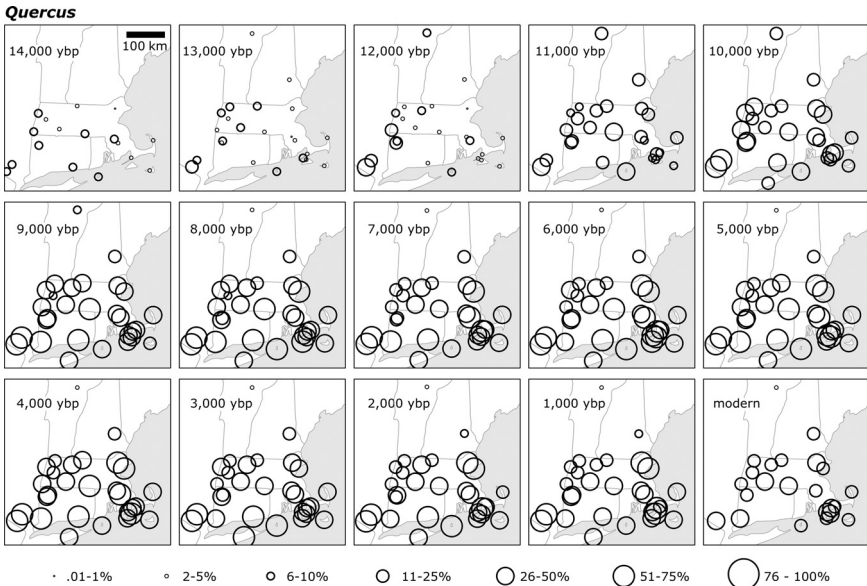 Quercus
14,000 ybp
100 km
13,000 ybp
12,000 ybp
11,000 ybp
10,000 ybp
9,000 ybp
8,000 ybp
7,000 ybp
6,000 ybp
5,000 ybp
4,000 ybp
3,000 ybp
2,000 ybp
1,000 ybp
modern
.01-1%
2-5%
6-10%
11-25%
26-50%
51-75%
76 - 100%